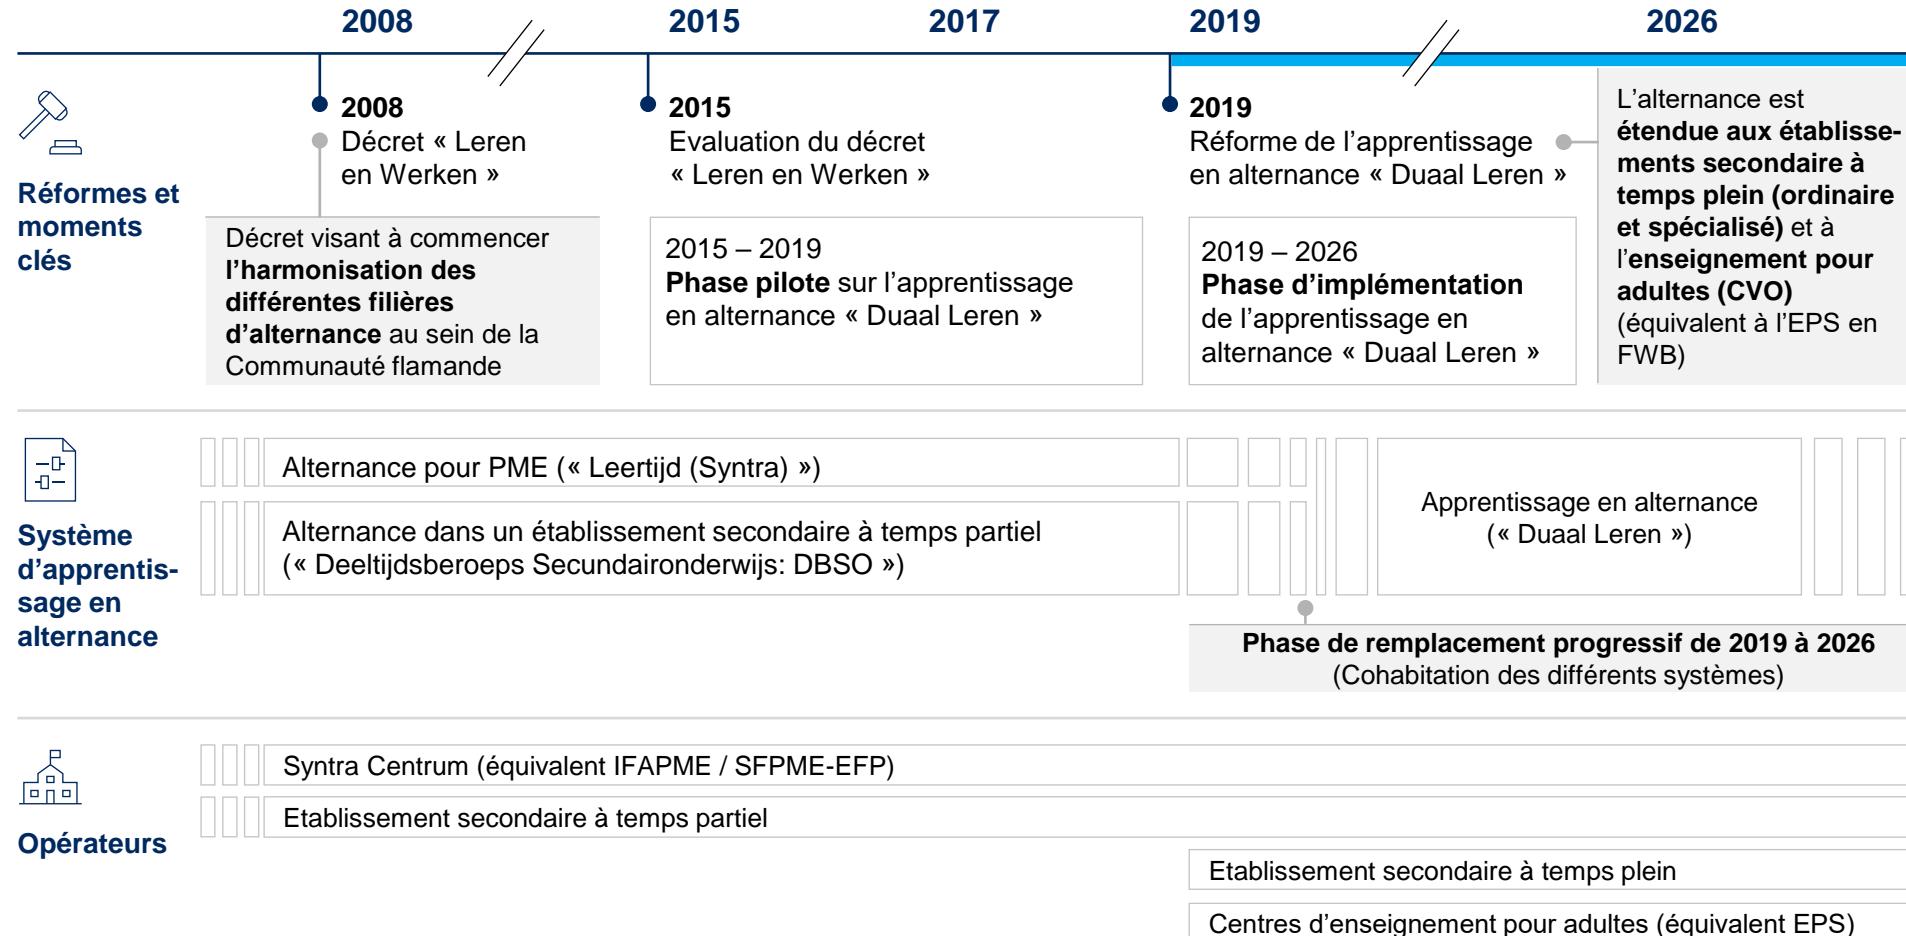 2008
2015
2017
2019
2026
Réformes et
moments
clés
2008
Décret « Leren
en Werken »
Décret visant à commencer
l’harmonisation des
différentes filières
d’alternance au sein de la
Communauté flamande
2015
Evaluation du décret
« Leren en Werken »
2015 – 2019
Phase pilote sur l’apprentissage
en alternance « Duaal Leren »
2019
Réforme de l’apprentissage
en alternance « Duaal Leren »
2019 – 2026
Phase d’implémentation
de l’apprentissage en
alternance « Duaal Leren »
L’alternance est
étendue aux établisse-
ments secondaire à
temps plein (ordinaire
et spécialisé) et à
l’enseignement pour
adultes (CVO)
(équivalent à l’EPS en
FWB)
Système
d’apprentis-
sage en
alternance
Alternance pour PME (« Leertijd (Syntra) »)
Alternance dans un établissement secondaire à temps partiel
(« Deeltijdsberoeps Secundaironderwijs: DBSO »)
Apprentissage en alternance
(« Duaal Leren »)
Phase de remplacement progressif de 2019 à 2026
(Cohabitation des différents systèmes)
Opérateurs
Syntra Centrum (équivalent IFAPME / SFPME-EFP)
Etablissement secondaire à temps partiel
Etablissement secondaire à temps plein
Centres d’enseignement pour adultes (équivalent EPS)